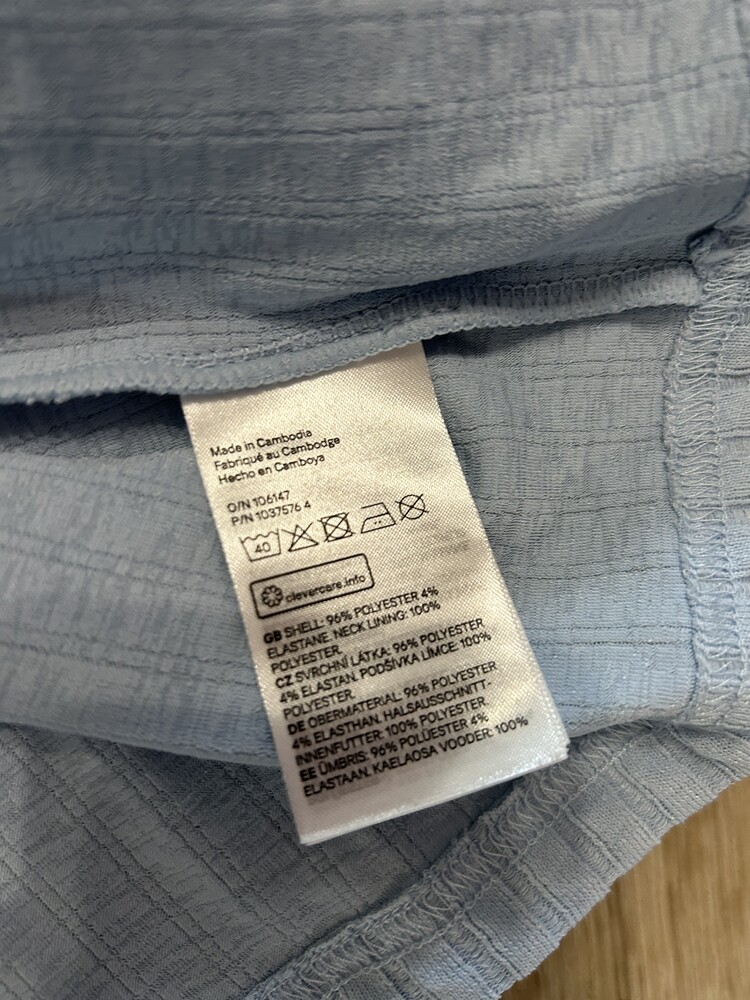 Made in Cambodia
Fabriqué au Cambodge
Hecho en Camboya
O/N 106147
P/N 1037576 4
40
clevercare.info
GB SHELL: 96% POLYESTER 4%
ELASTANE. NECK LINING: 100%
POLYESTER.
CZ SVRCHNÍ LÁTKA: 96% POLYESTER
4% ELASTAN. PODŠÍVKA LÍMCE: 100%
POLYESTER.
DE OBERMATERIAL: 96% POLYESTER
4% ELASTHAN. HALSAUSSCHNITT-
INNENFUTTER: 100% POLYESTER.
EE ÜMBRIS: 96% POLÜESTER 4%
ELASTAAN. KAELAOSA VOODER: 100%